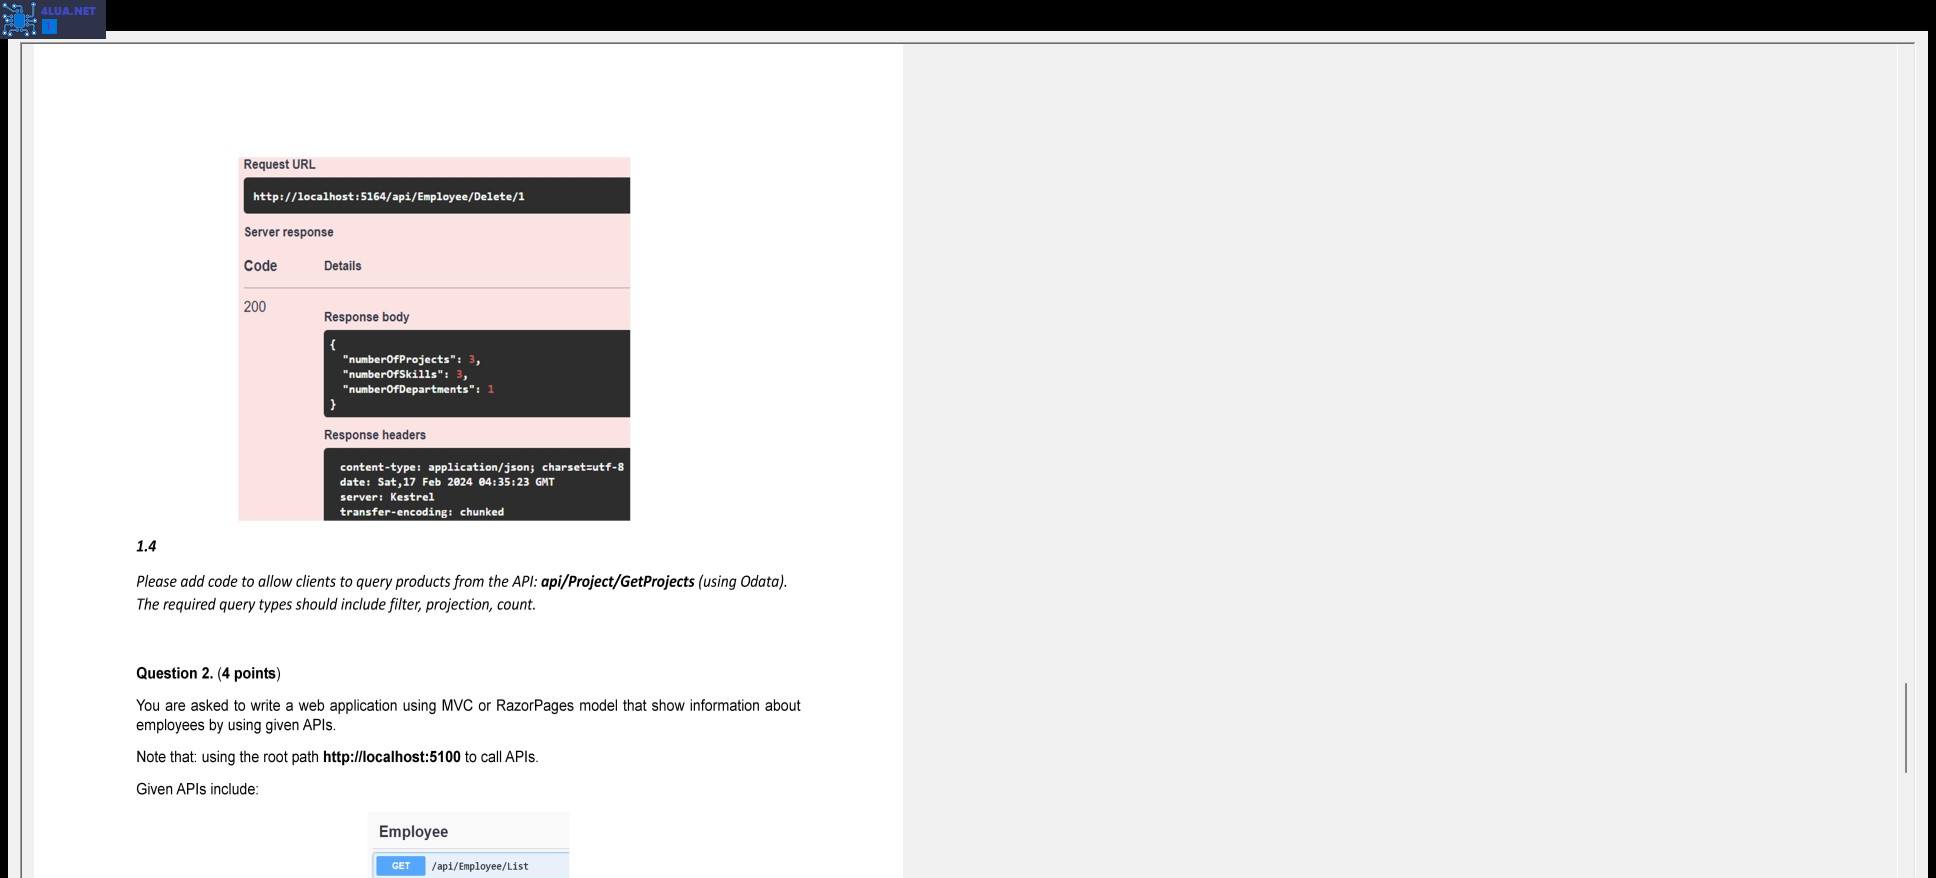 4LUA.NET
Request URL
http://localhost:5164/api/Employee/Delete/1
Server response
Code Details
200
Response body
{
"numberOfProjects": 3,
"numberOfSkills": 3,
"numberOfDepartments": 1
}
Response headers
content-type: application/json; charset=utf-8
date: Sat,17 Feb 2024 04:35:23 GMT
server: Kestrel
transfer-encoding: chunked
1.4
Please add code to allow clients to query products from the API: api/Project/GetProjects (using Odata).
The required query types should include filter, projection, count.
Question 2. (4 points)
You are asked to write a web application using MVC or RazorPages model that show information about
employees by using given APIs.
Note that: using the root path http://localhost:5100 to call APIs.
Given APIs include:
Employee
GET /api/Employee/List